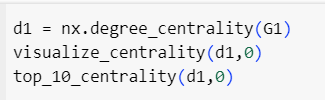 d1 = nx.degree_centrality(G1)
visualize_centrality(d1,0)
top_10_centrality(d1,0)